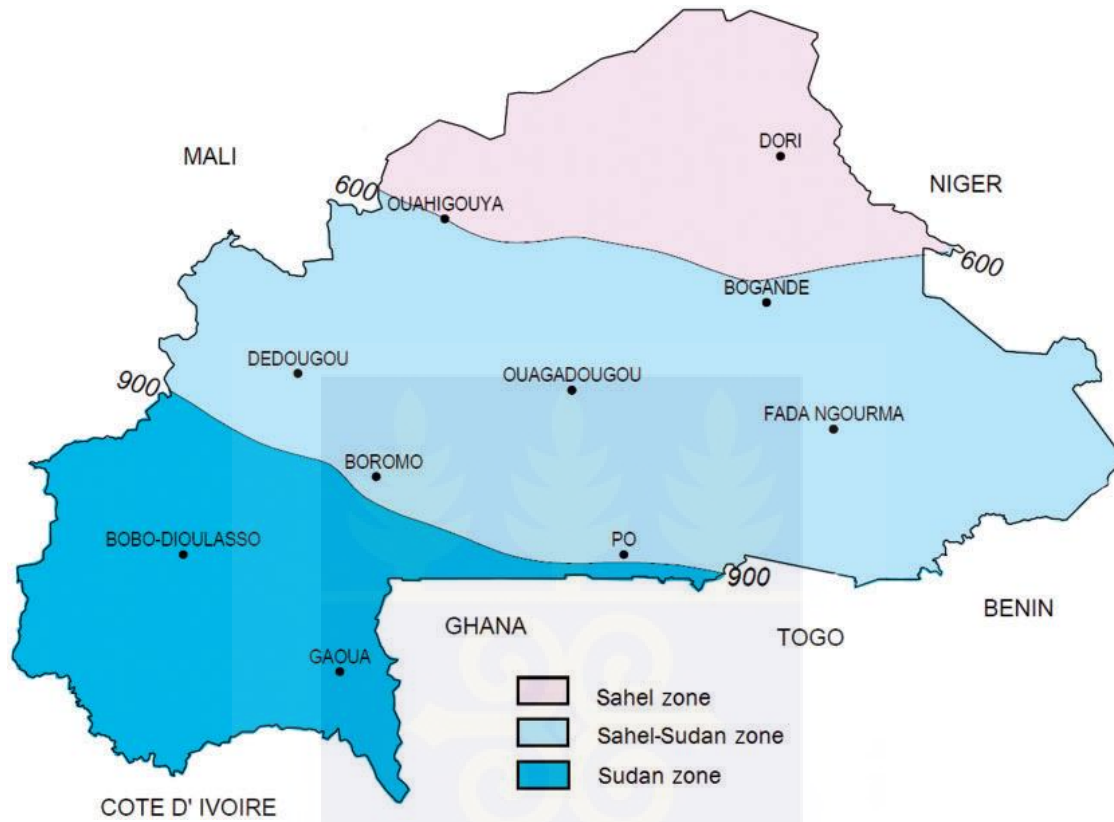 DORI
MALI
NIGER
600
OUAHIGOUYA
600
BOGANDE
DEDOUGOU
900
OUAGADOUGOU
FADA NGOURMA
BOROMO
BOBO-DIOULASSO
PO
900
BENIN
GHANA
TOGO
GAOUA
Sahel zone
Sahel-Sudan zone
Sudan zone
COTE D' IVOIRE